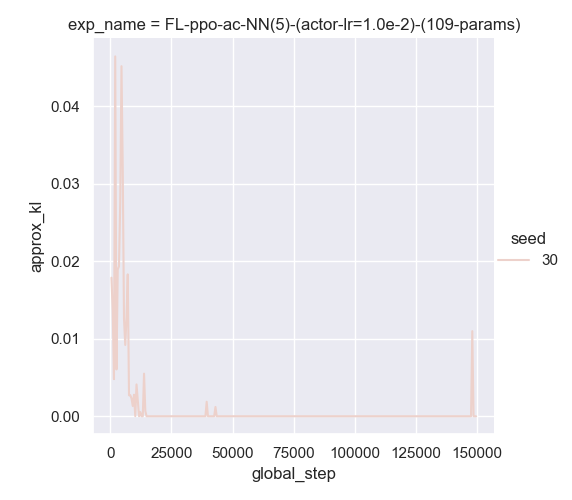 exp_name = FL-ppo-ac-NN(5)-(actor-lr=1.0e-2)-(109-params)
0.04
0.03
0.02
0.01
0.00
approx_kl
0 25000 50000 75000 100000 125000 150000
global_step
seed
30